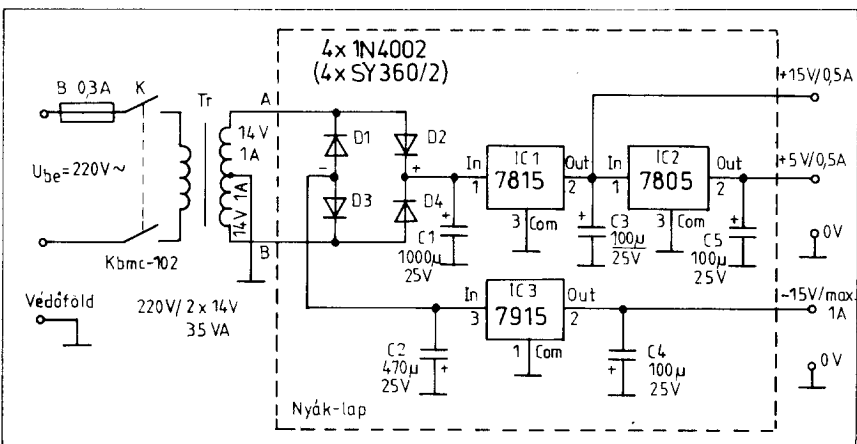 4x 1N4002
(4x SY360/2)
B 0,3A
K
Tr
A
14V
1A
14V 1A
B
Ube=220V~
Kbmc-102
220V/ 2 x 14V
35 VA
Védőföld
D1
D2
D3
D4
-
+
+
C1
1000µ
25V
In
1
IC1
7815
Out
2
3
Com
+
C3
100µ
25V
In
1
IC2
7805
Out
2
3
Com
+
C5
100µ
25V
+15V/0,5A
+5V/0,5A
0V
In
3
IC3
7915
Out
2
1
Com
C2
470µ
25V
+
C4
100µ
25V
+
-15V/max.
1A
0V
Nyák-lap